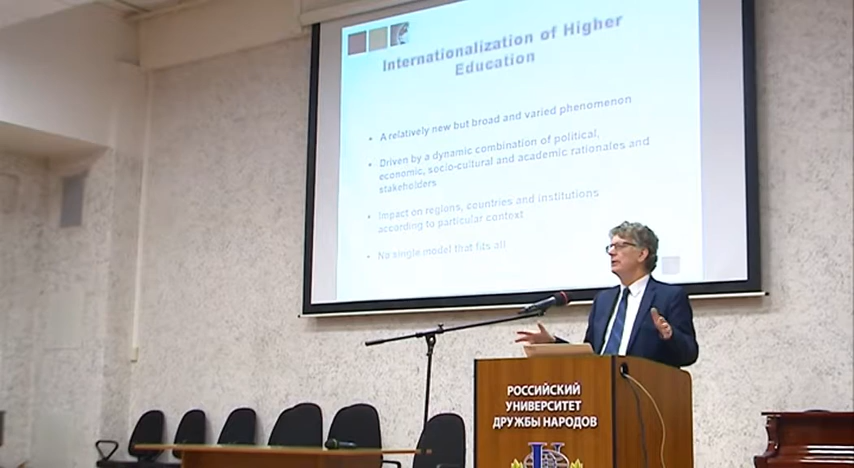 Internationalization of Higher
Education
• A relatively new but broad and varied phenomenon
• Driven by a dynamic combination of political,
economic, socio-cultural and academic rationales and
stakeholders
• Impact on regions, countries and institutions
according to particular context
• No single model that fits all
РОССИЙСКИЙ
УНИВЕРСИТЕТ
ДРУЖБЫ НАРОДОВ